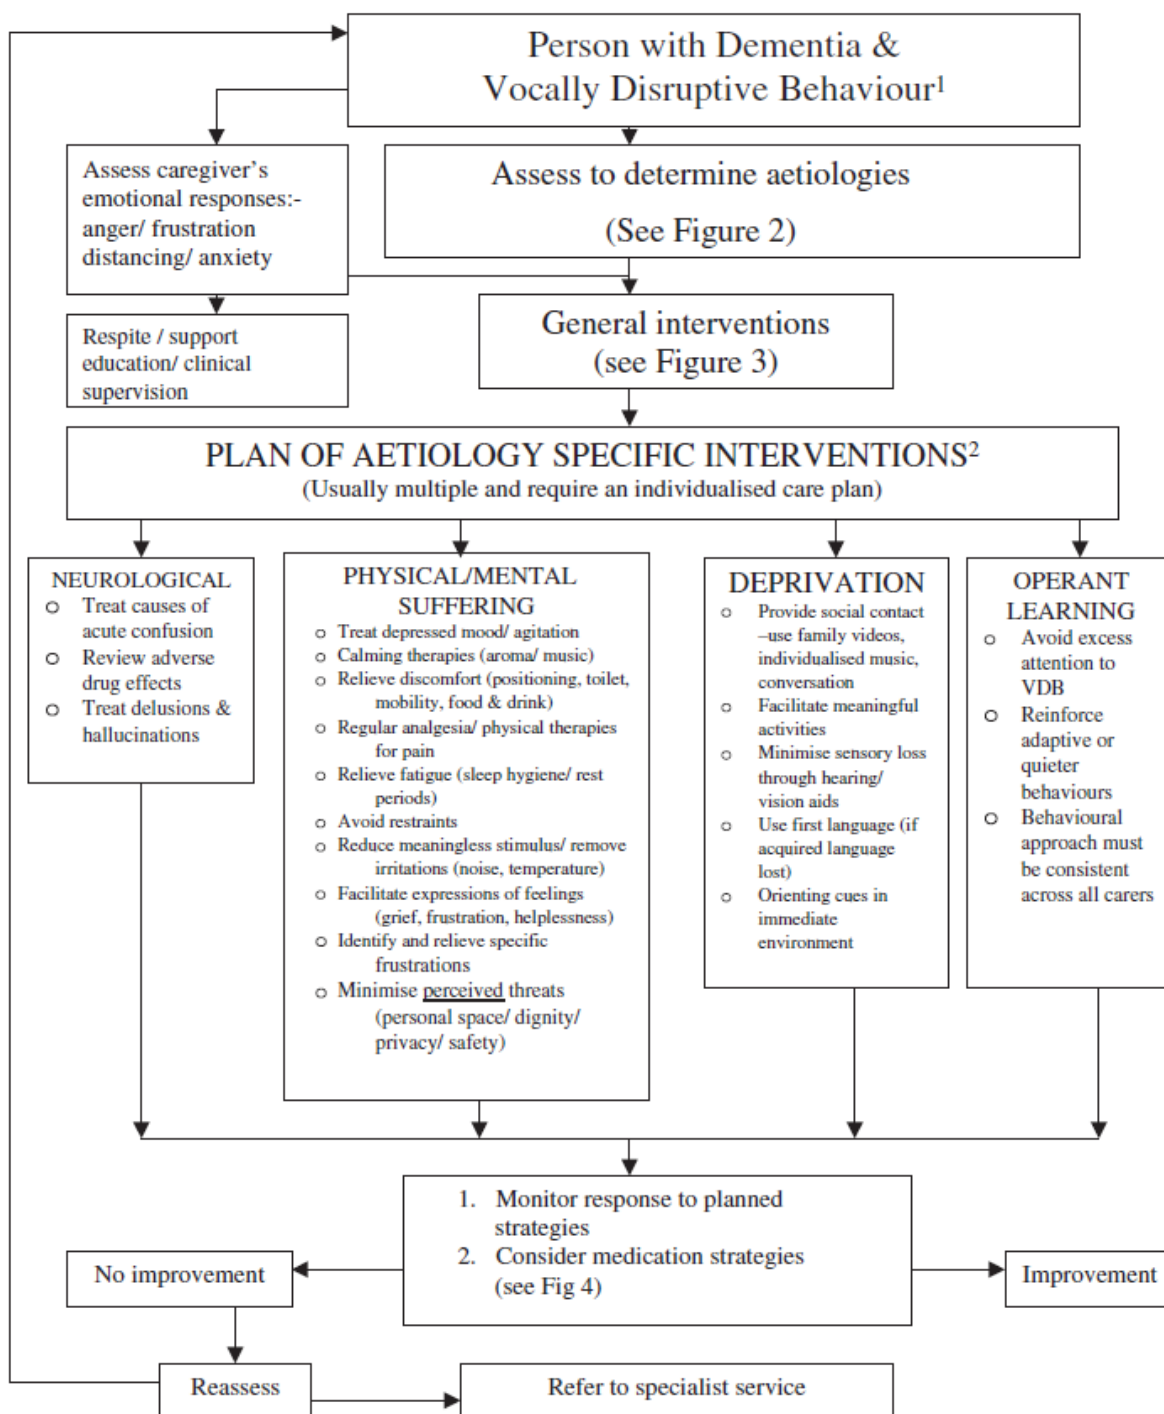 Person with Dementia &
Vocally Disruptive Behaviour¹
Assess caregiver's
emotional responses:-
anger/ frustration
distancing/ anxiety
Assess to determine aetiologies
(See Figure 2)
Respite / support
education/ clinical
supervision
General interventions
(see Figure 3)
PLAN OF AETIOLOGY SPECIFIC INTERVENTIONS²
(Usually multiple and require an individualised care plan)
NEUROLOGICAL
o Treat causes of
acute confusion
o Review adverse
drug effects
o Treat delusions &
hallucinations
PHYSICAL/MENTAL
SUFFERING
o Treat depressed mood/ agitation
o Calming therapies (aroma/ music)
o Relieve discomfort (positioning, toilet,
mobility, food & drink)
o Regular analgesia/ physical therapies
for pain
o Relieve fatigue (sleep hygiene/ rest
periods)
o Avoid restraints
o Reduce meaningless stimulus/ remove
irritations (noise, temperature)
o Facilitate expressions of feelings
(grief, frustration, helplessness)
o Identify and relieve specific
frustrations
o Minimise perceived threats
(personal space/ dignity/
privacy/ safety)
DEPRIVATION
o Provide social contact
–use family videos,
individualised music,
conversation
o Facilitate meaningful
activities
o Minimise sensory loss
through hearing/
vision aids
o Use first language (if
acquired language
lost)
o Orienting cues in
immediate
environment
OPERANT
LEARNING
o Avoid excess
attention to
VDB
o Reinforce
adaptive or
quieter
behaviours
o Behavioural
approach must
be consistent
across all carers
1. Monitor response to planned
strategies
2. Consider medication strategies
(see Fig 4)
No improvement
Improvement
Reassess
Refer to specialist service